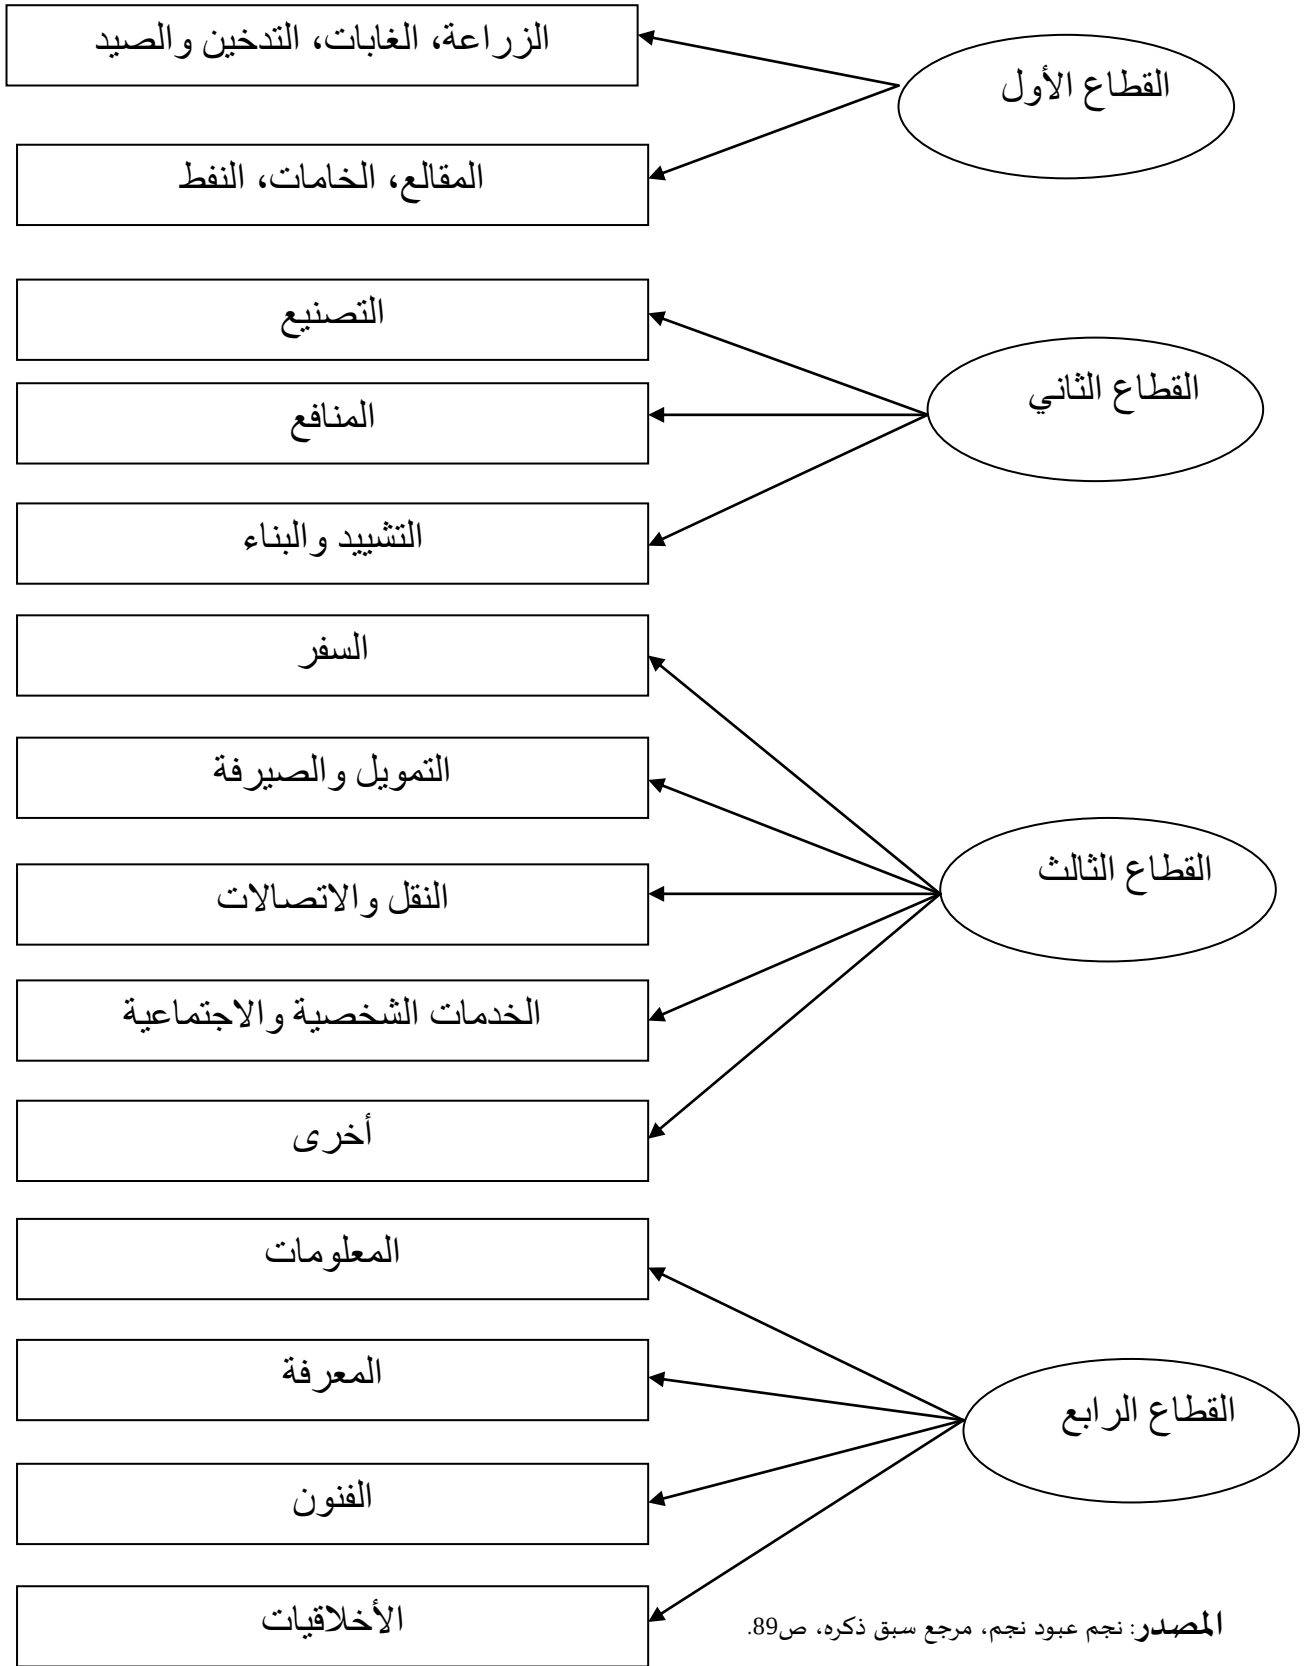 القطاع الأول
الزراعة، الغابات، التدخين والصيد
المقالع، الخامات، النفط
القطاع الثاني
التصنيع
المنافع
التشييد والبناء
القطاع الثالث
السفر
التمويل والصيرفة
النقل والاتصالات
الخدمات الشخصية والاجتماعية
أخرى
القطاع الرابع
المعلومات
المعرفة
الفنون
الأخلاقيات
المصدر: نجم عبود نجم، مرجع سبق ذكره، ص89.